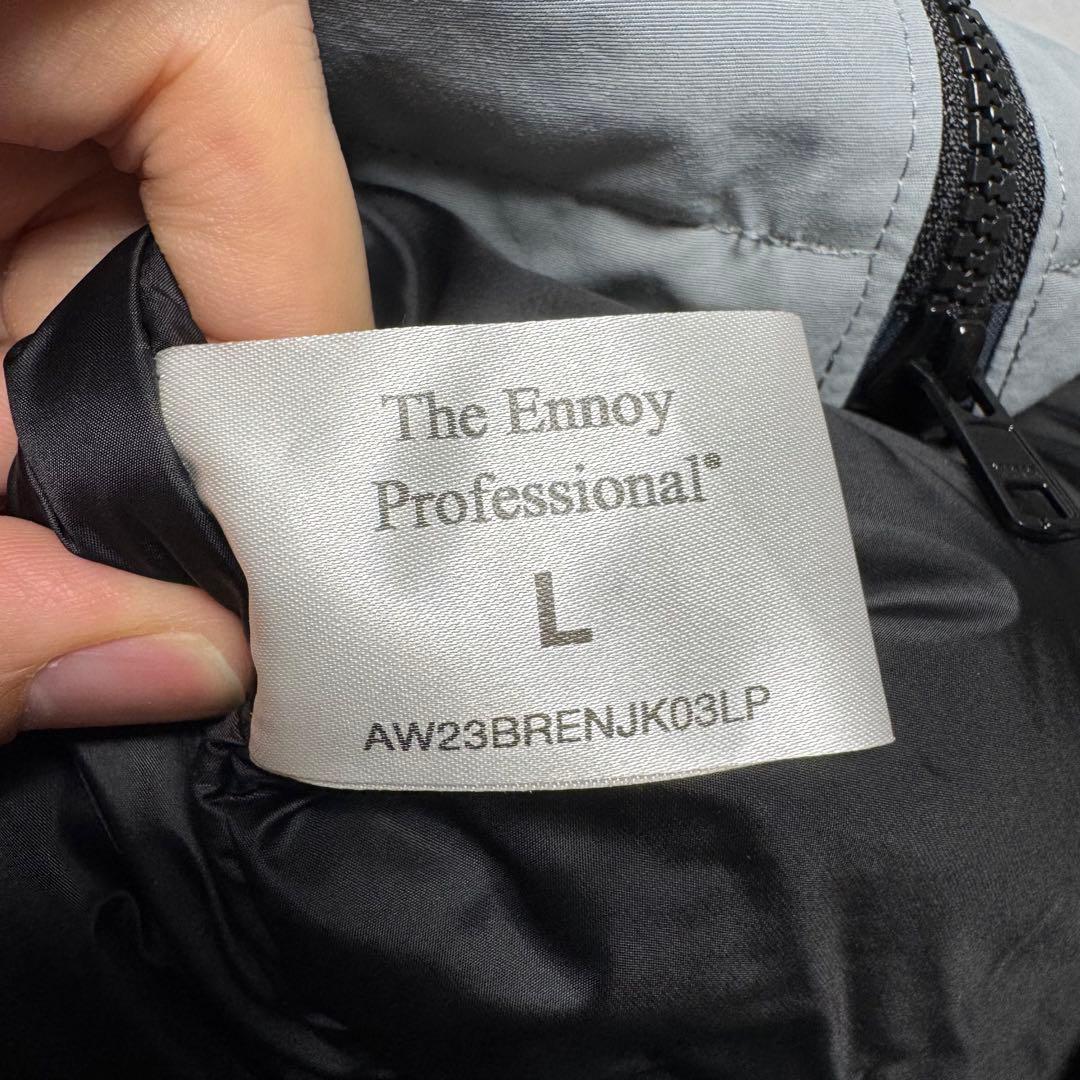 The Ennoy
Professional®
L
AW23BRENJK03LP